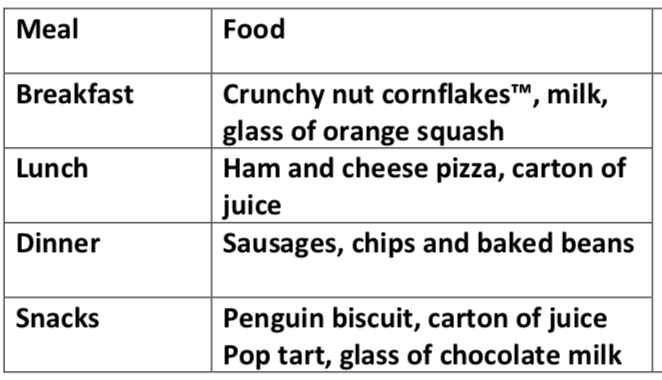 Meal Food
Breakfast Crunchy nut cornflakes™, milk,
glass of orange squash
Lunch Ham and cheese pizza, carton of
juice
Dinner Sausages, chips and baked beans
Snacks Penguin biscuit, carton of juice
Pop tart, glass of chocolate milk